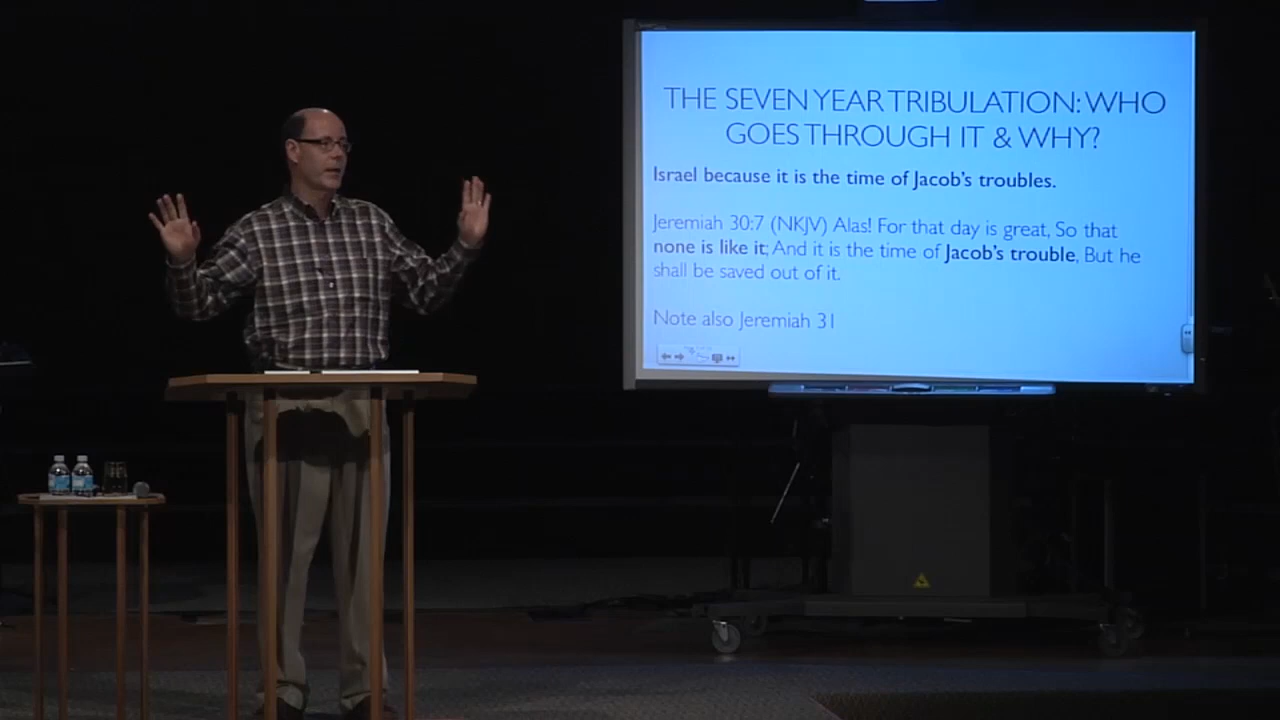 THE SEVEN YEAR TRIBULATION: WHO
GOES THROUGH IT & WHY?
Israel because it is the time of Jacob's troubles.
Jeremiah 30:7 (NKJV) Alas! For that day is great, So that
none is like it; And it is the time of Jacob's trouble, But he
shall be saved out of it.
Note also Jeremiah 31